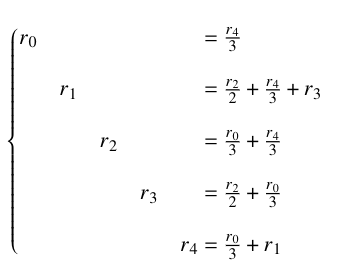 r₀ = r₄/3
r₁ = r₂/2 + r₄/3 + r₃
r₂ = r₀/3 + r₄/3
r₃ = r₂/2 + r₀/3
r₄ = r₀/3 + r₁